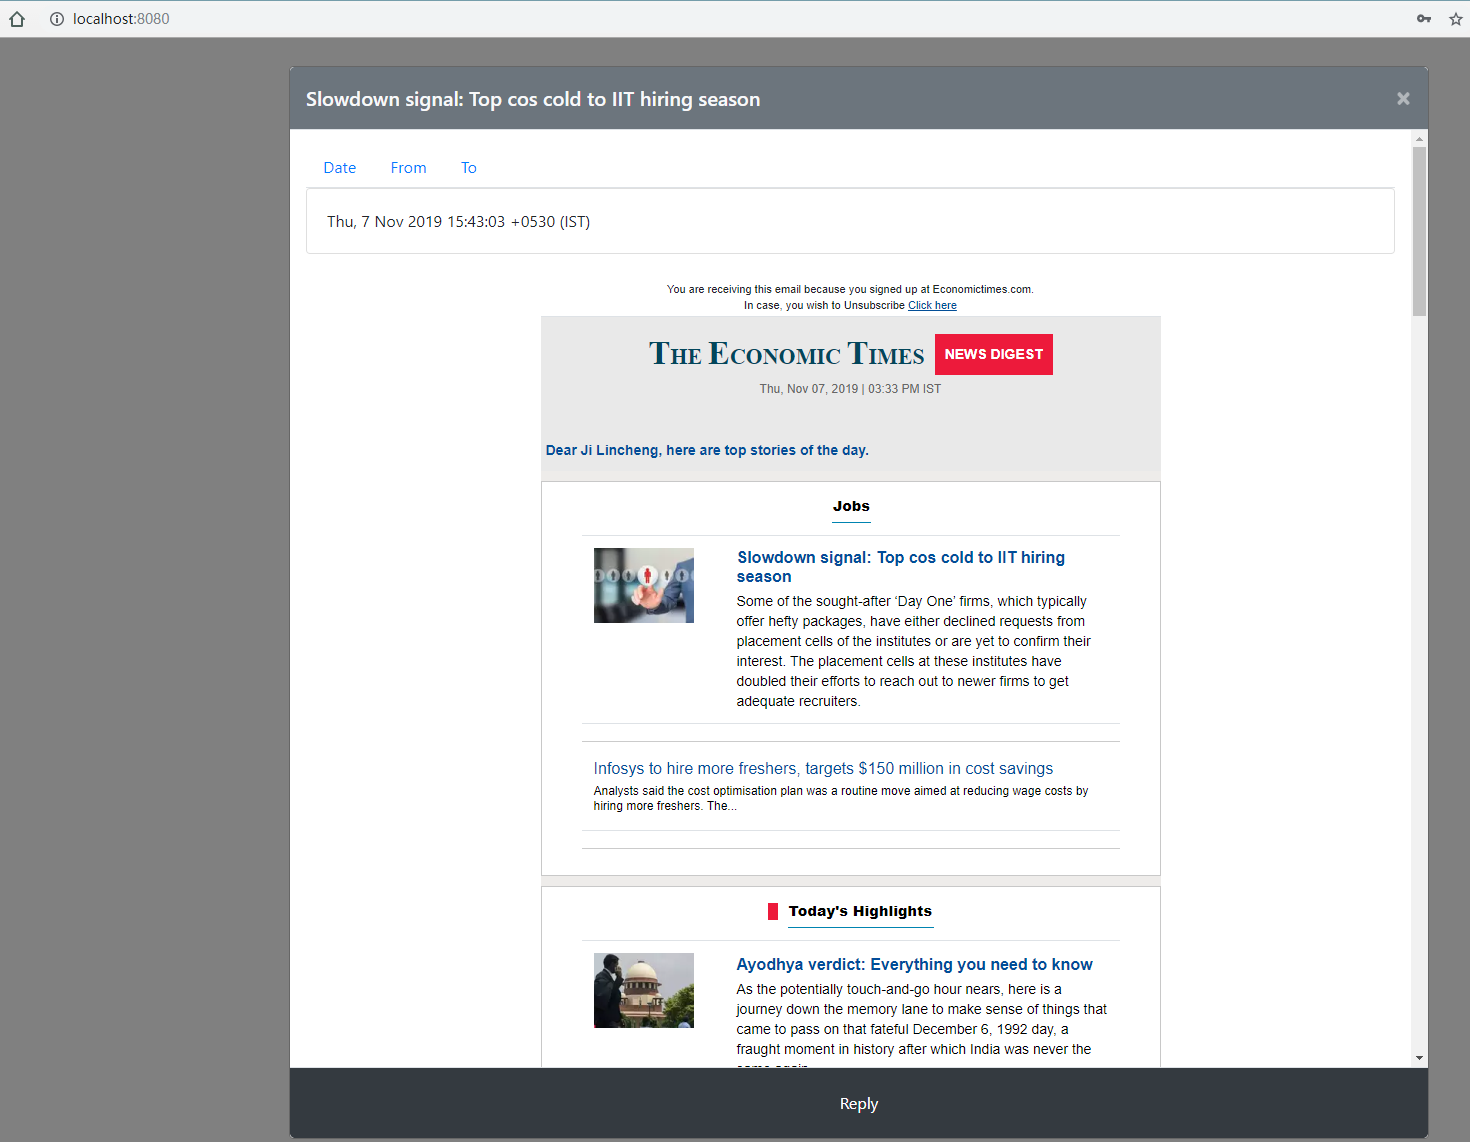 localhost:8080
Slowdown signal: Top cos cold to IIT hiring season
×
Date From To
Thu, 7 Nov 2019 15:43:03 +0530 (IST)
You are receiving this email because you signed up at Economictimes.com.
In case, you wish to Unsubscribe Click here
THE ECONOMIC TIMES NEWS DIGEST
Thu, Nov 07, 2019 | 03:33 PM IST
Dear Ji Lincheng, here are top stories of the day.
Jobs
Slowdown signal: Top cos cold to IIT hiring
season
Some of the sought-after ‘Day One’ firms, which typically
offer hefty packages, have either declined requests from
placement cells of the institutes or are yet to confirm their
interest. The placement cells at these institutes have
doubled their efforts to reach out to newer firms to get
adequate recruiters.
Infosys to hire more freshers, targets $150 million in cost savings
Analysts said the cost optimisation plan was a routine move aimed at reducing wage costs by
hiring more freshers. The...
Today's Highlights
Ayodhya verdict: Everything you need to know
As the potentially touch-and-go hour nears, here is a
journey down the memory lane to make sense of things that
came to pass on that fateful December 6, 1992 day, a
fraught moment in history after which India was never the
Reply